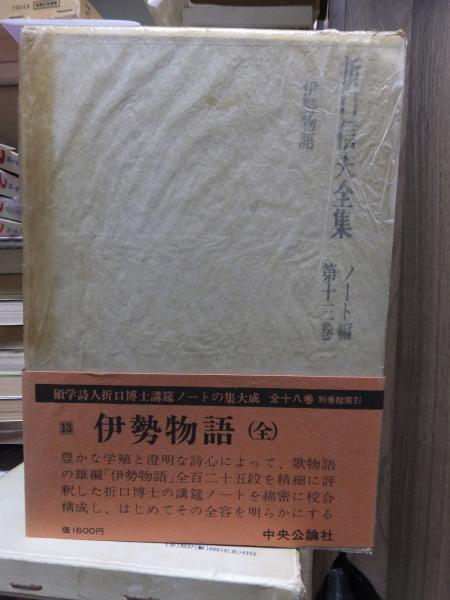 折口信夫全集 ノート編 第十三巻
伊勢物語
碩学詩人折口博士講筵ノートの集大成 全十八巻 別巻総索引
13 伊勢物語(全)
豊かな学殖と澄明な詩心によって、歌物語
の雄編「伊勢物語」全百二十五段を精細に評
釈した折口博士の講筵ノートを綿密に校合
構成し、はじめてその全容を明らかにする
価1600円 中央公論社